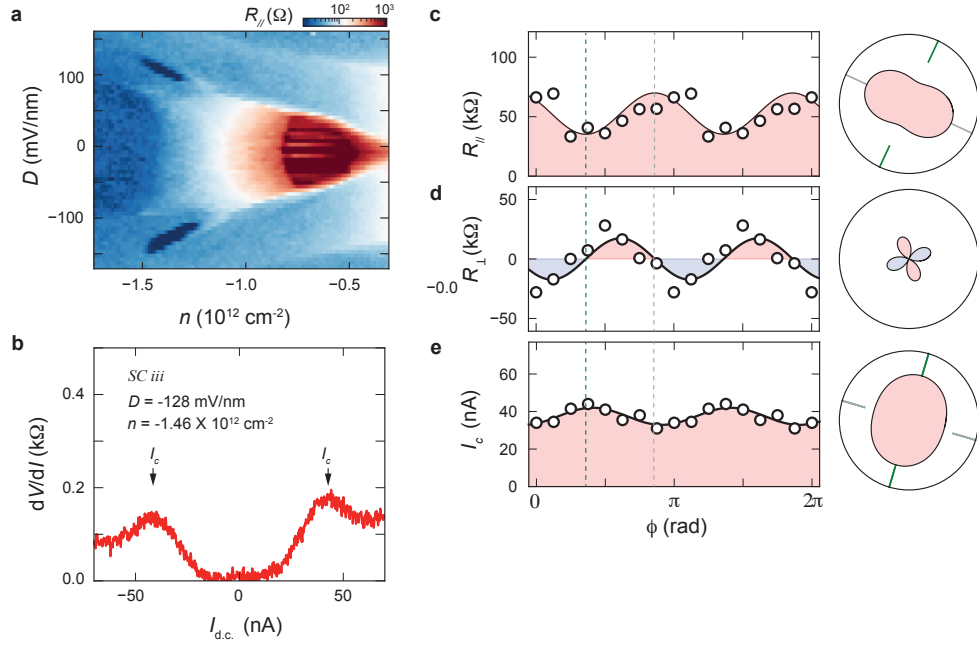 a
R// (Ω)
10² 10³
100
0
−100
D (mV/nm)
−1.5 −1.0 −0.5
n (10¹² cm⁻²)
b
0.4
0.2
0.0
dV/dI (kΩ)
SC iii
D = -128 mV/nm
n = -1.46 X 10¹² cm⁻²
Ic Ic
−50 0 50
Id.c. (nA)
c
100
50
0
R// (kΩ)
d
50
0
−0.0
−50
R⊥ (kΩ)
e
60
40
20
0
Ic (nA)
0 π 2π
ϕ (rad)